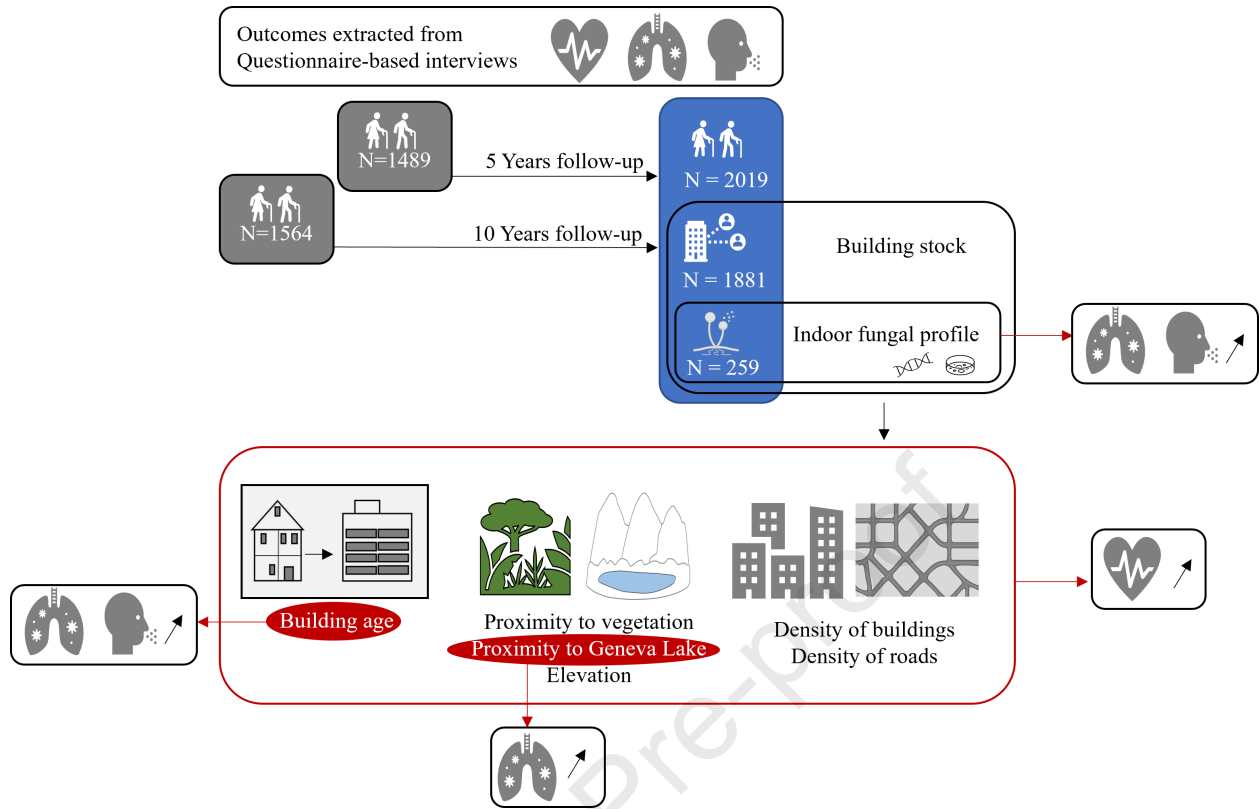 Outcomes extracted from
Questionnaire-based interviews
N=1489
5 Years follow-up
N = 2019
N=1564
10 Years follow-up
Building stock
N = 1881
Indoor fungal profile
N = 259
Building age
Proximity to vegetation
Proximity to Geneva Lake
Elevation
Density of buildings
Density of roads
Pre-proof